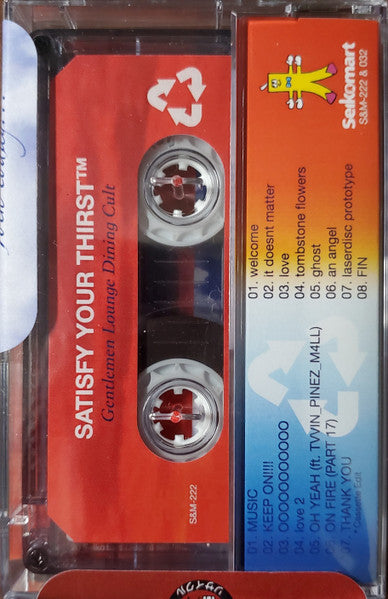 SATISFY YOUR THIRST™
Gentlemen Lounge Dining Cult
S&M-222
Seikomart
S&M-222 & 032
01. welcome
02. it doesnt matter
03. love
04. tombstone flowers
05. ghost
06. an angel
07. laserdisc prototype
08. FIN
01. MUSIC
02. KEEP ON!!!!
03. OOOOOOOOOOO
04. love 2
05. OH YEAH (ft. TVVIN_PINEZ_M4LL)
06. ON FIRE (PART 17)
07. THANK YOU
* Cassette Edit